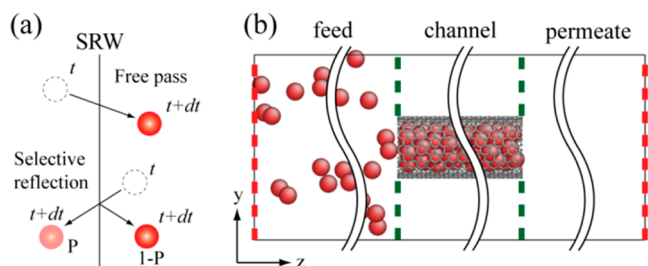 (a)
SRW
t
Free pass
t+dt
Selective
reflection
t
t+dt
t+dt
P
1-P
(b)
feed
channel
permeate
y
z